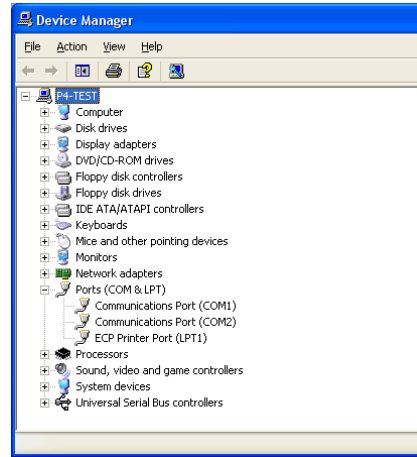 Device Manager
File Action View Help
P4-TEST
Computer
Disk drives
Display adapters
DVD/CD-ROM drives
Floppy disk controllers
Floppy disk drives
IDE ATA/ATAPI controllers
Keyboards
Mice and other pointing devices
Monitors
Network adapters
Ports (COM & LPT)
Communications Port (COM1)
Communications Port (COM2)
ECP Printer Port (LPT1)
Processors
Sound, video and game controllers
System devices
Universal Serial Bus controllers